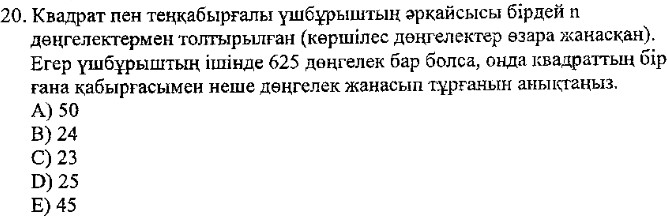 20. Квадрат пен теңқабырғалы үшбұрыштың әрқайсысы бірдей n
дөңгелектермен толтырылған (көршілес дөңгелектер өзара жанасқан).
Егер үшбұрыштың ішінде 625 дөңгелек бар болса, онда квадраттың бір
ғана қабырғасымен неше дөңгелек жанасып тұрғанын анықтаңыз.
A) 50
B) 24
C) 23
D) 25
E) 45